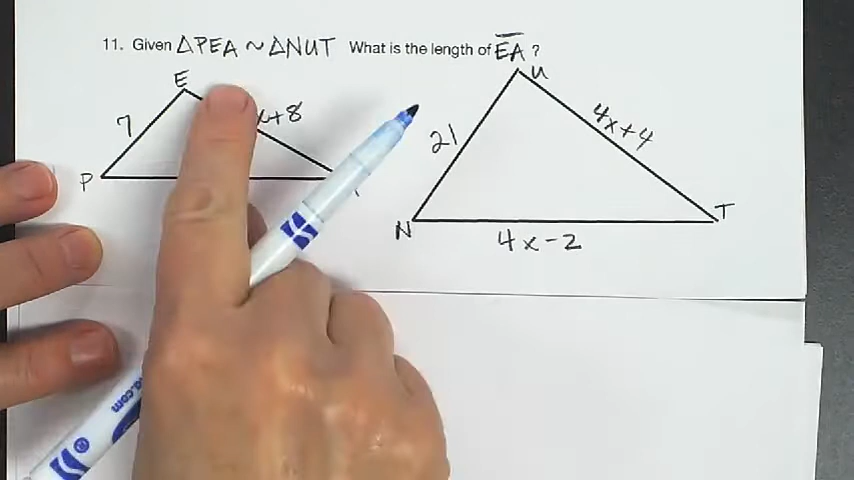 11. Given △PEA ~ △NUT What is the length of EA ?
E
U
7
x+8
21
4x+4
P
N
T
4x-2